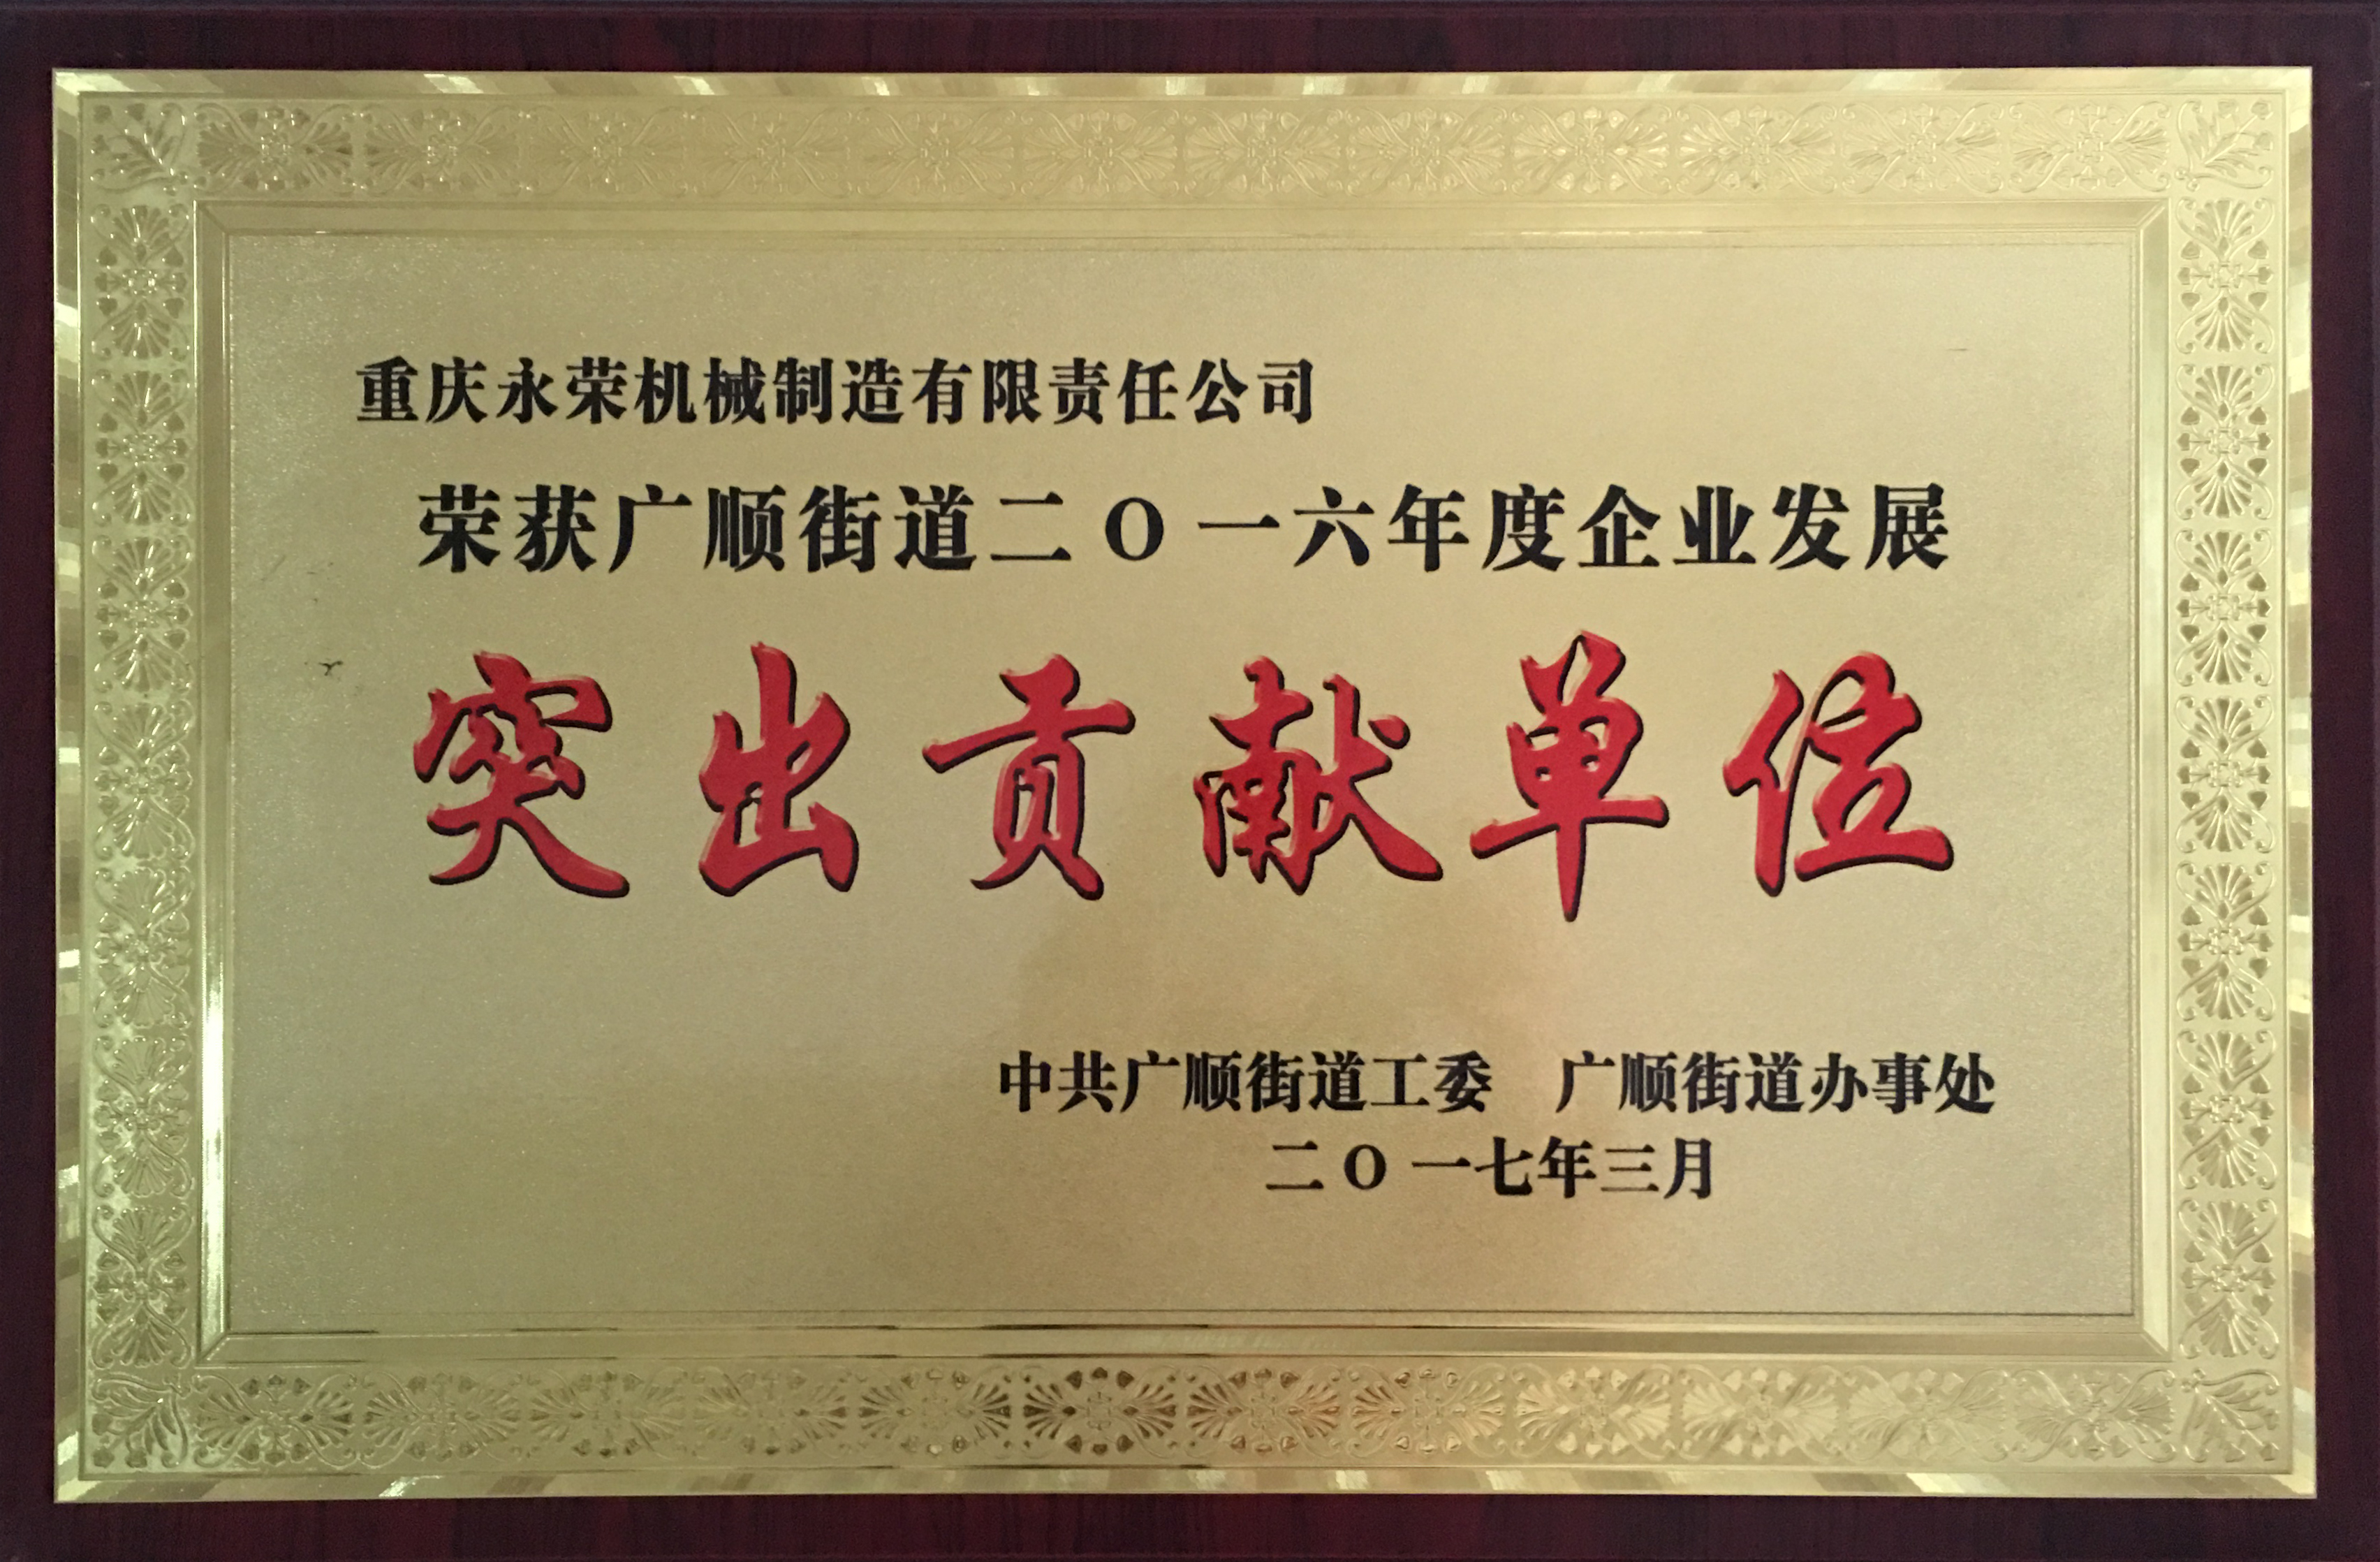 重庆永荣机械制造有限责任公司
荣获广顺街道二O一六年度企业发展
突出贡献单位
中共广顺街道工委　广顺街道办事处
二O一七年三月